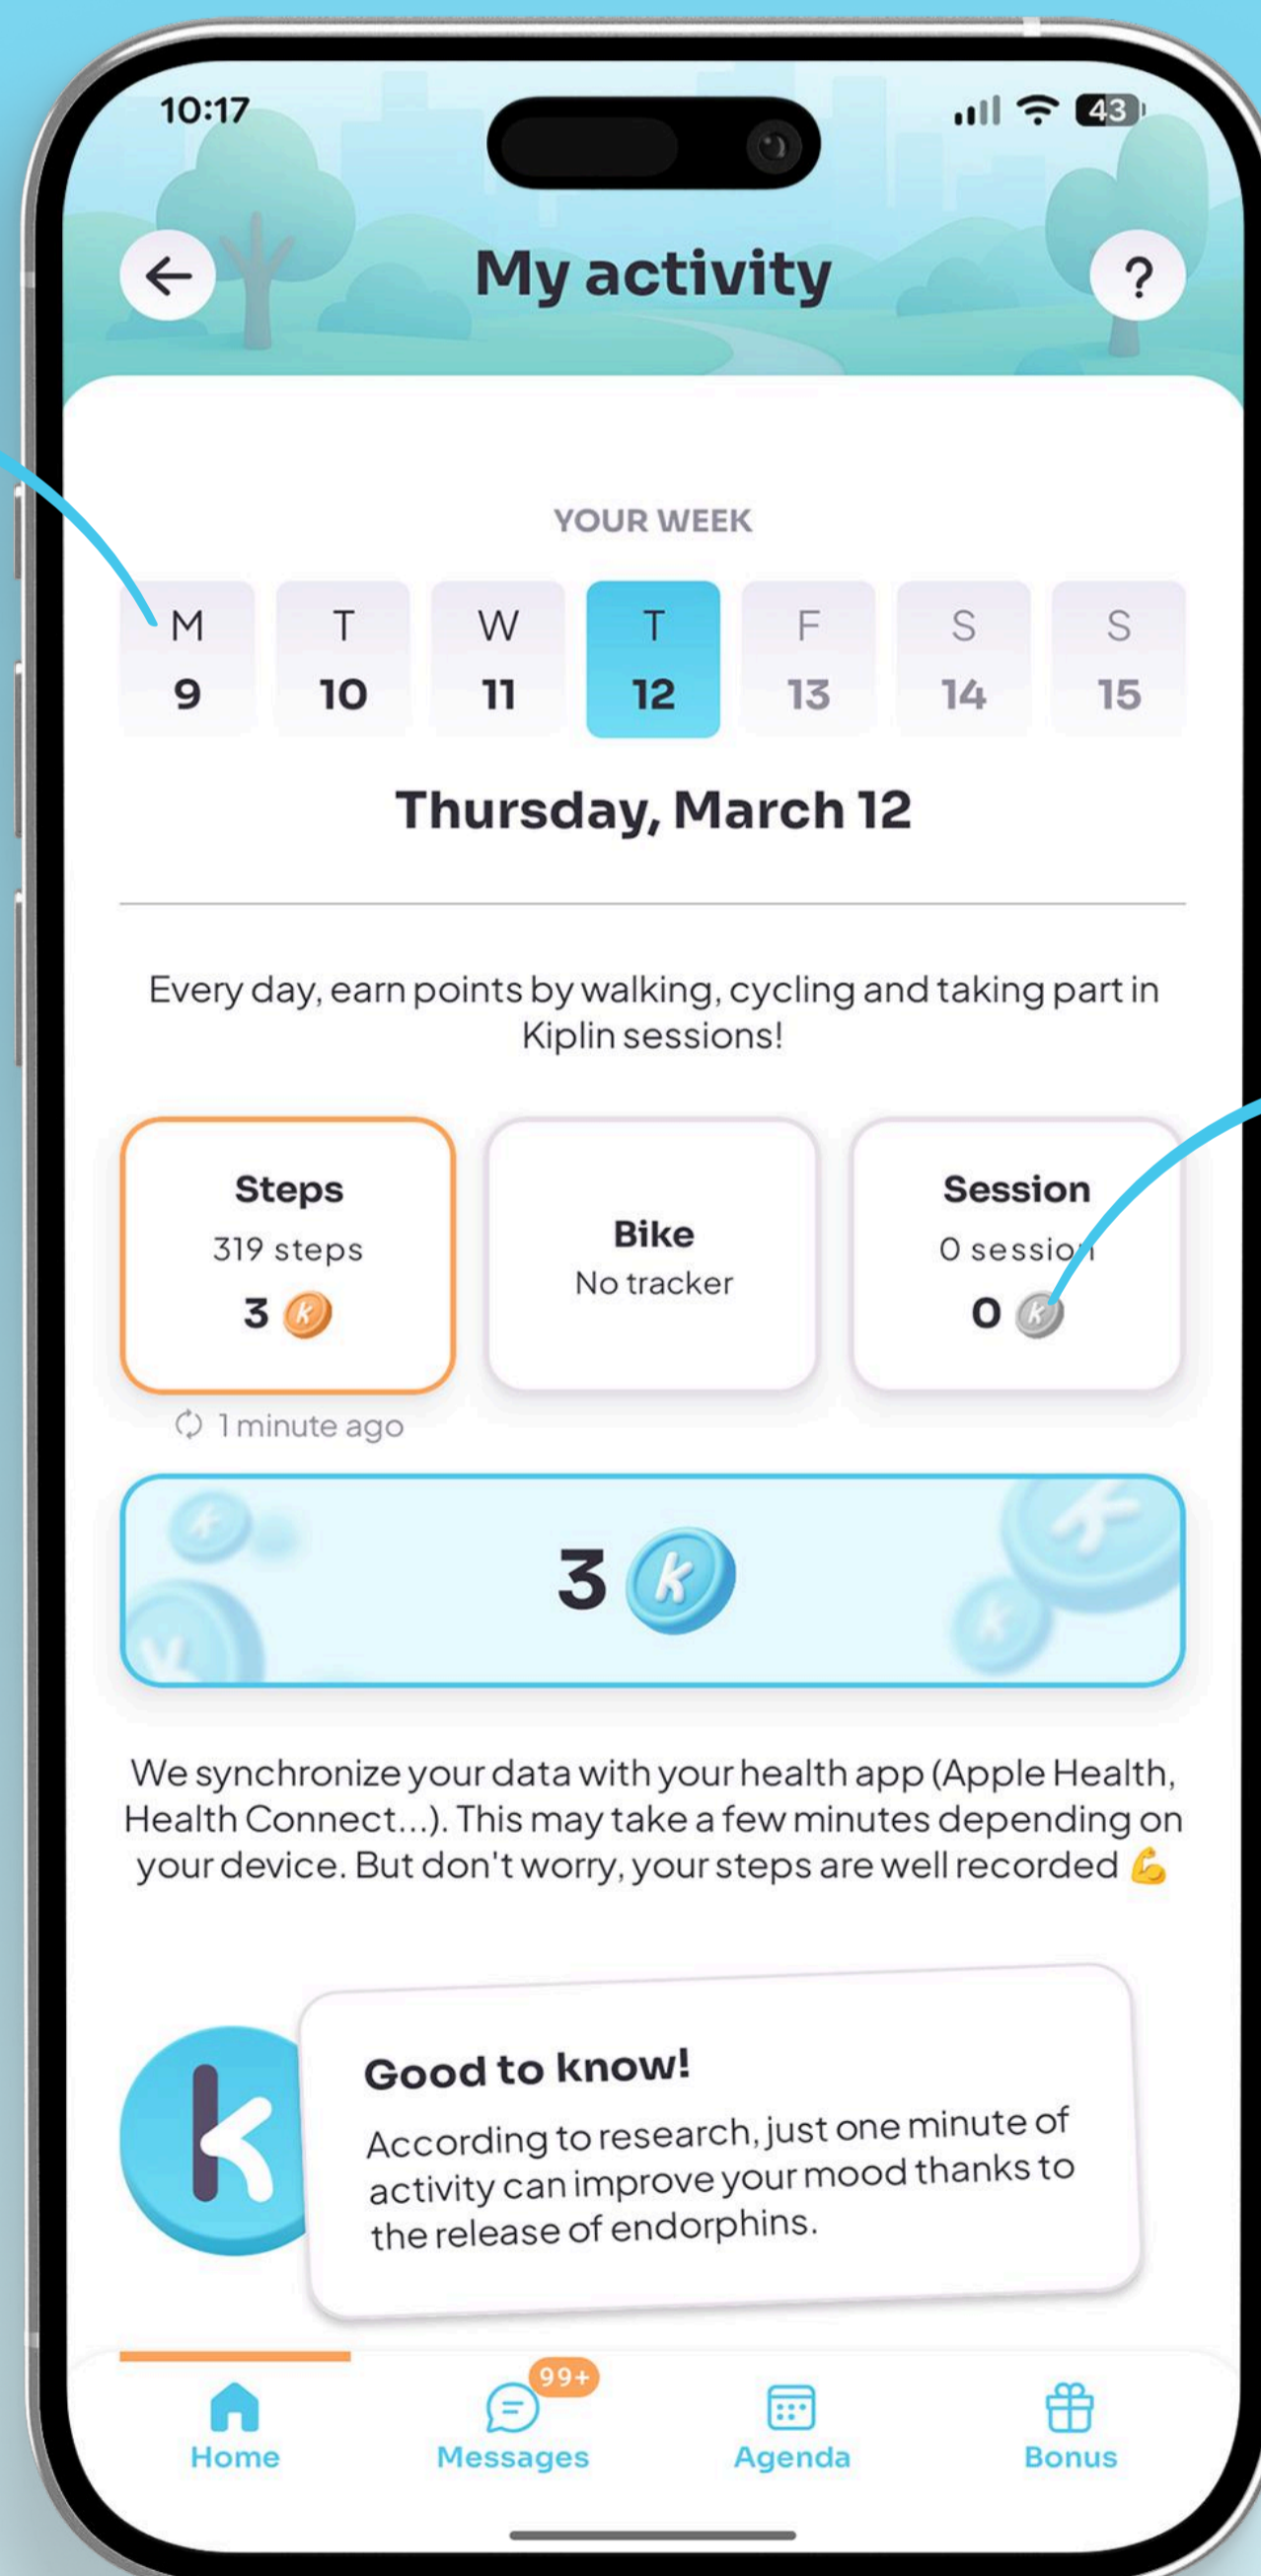 10:17
43
My activity
?
YOUR WEEK
M T W T F S S
9 10 11 12 13 14 15
Thursday, March 12
Every day, earn points by walking, cycling and taking part in
Kiplin sessions!
Steps
319 steps
3 k
Bike
No tracker
Session
0 session
0 k
1 minute ago
3 k
We synchronize your data with your health app (Apple Health,
Health Connect...). This may take a few minutes depending on
your device. But don't worry, your steps are well recorded 💪
k
Good to know!
According to research, just one minute of
activity can improve your mood thanks to
the release of endorphins.
99+
Home Messages Agenda Bonus